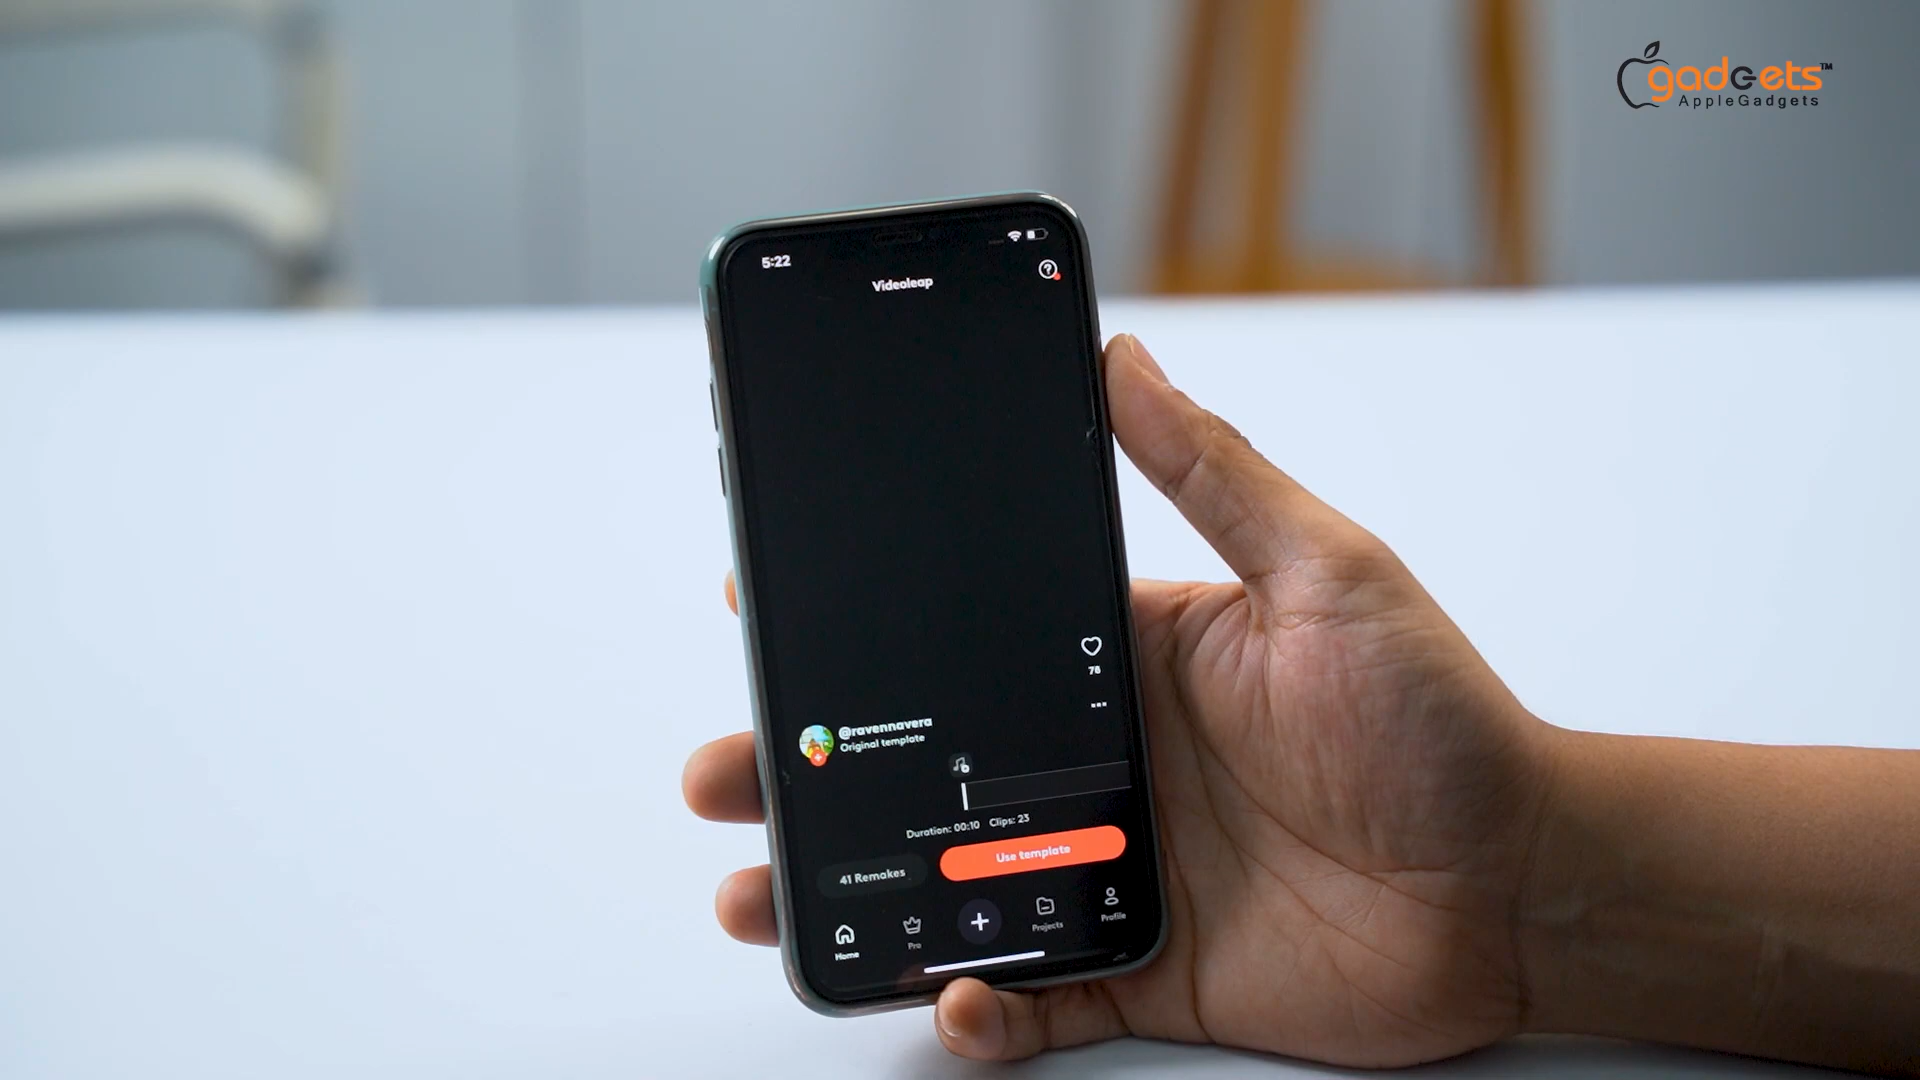 gadgets™
AppleGadgets
5:22
Videoleap
78
@ravennavera
Original template
Duration: 00:10 Clips: 23
41 Remakes
Use template
Home
Pro
Projects
Profile